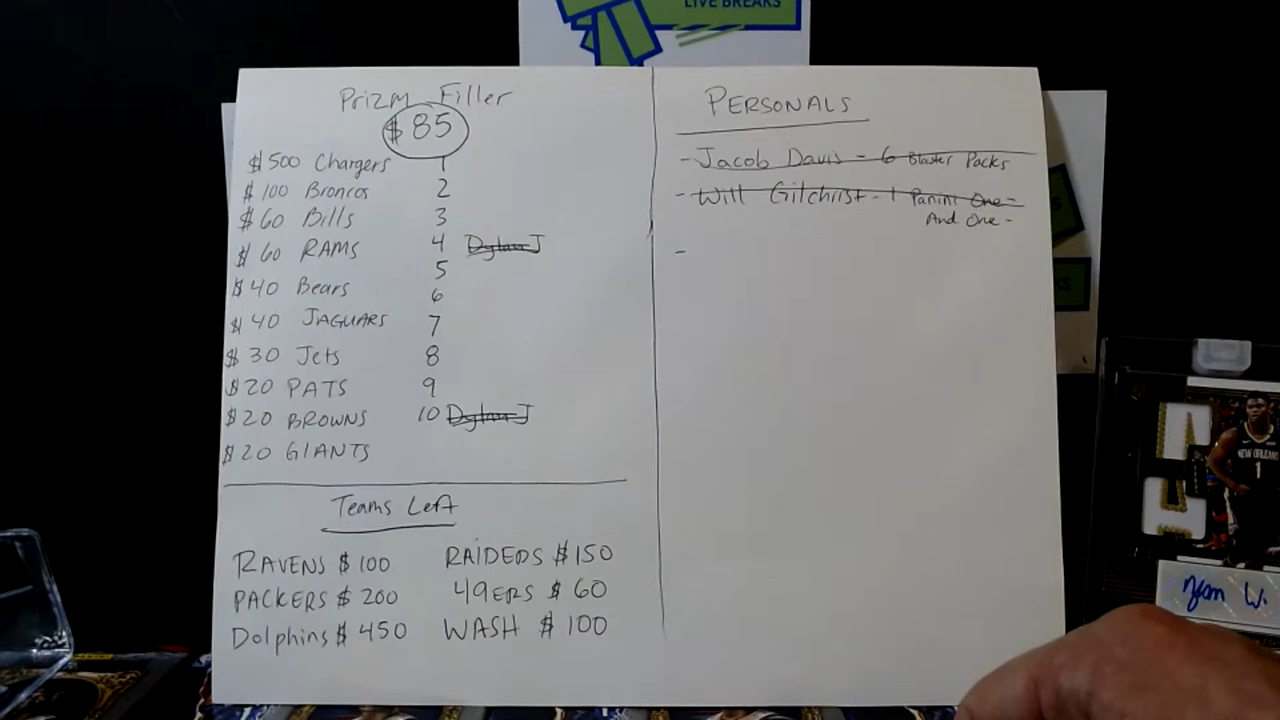 LIVE BREAKS
Prizm Filler
$85
$500 Chargers 1
$100 Broncos 2
$60 Bills 3
$60 RAMS 4 Dylan J
5
$40 Bears 6
$40 JAGUARS 7
$30 Jets 8
$20 PATS 9
$20 BROWNS 10 Dylan J
$20 GIANTS
Teams Left
RAVENS $100 RAIDERS $150
PACKERS $200 49ERS $60
Dolphins $450 WASH $100
PERSONALS
- Jacob Davis - 6 Blaster Packs
- Will Gilchrist - 1 Panini One-
And One -
-
NEW ORLEANS
1